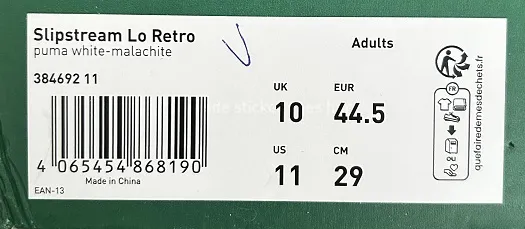 Slipstream Lo Retro
puma white-malachite
384692 11
4 065454 868190
Made in China
EAN-13
Adults
UK
10
EUR
44.5
US
11
CM
29
FR
quefairedemesdechets.fr